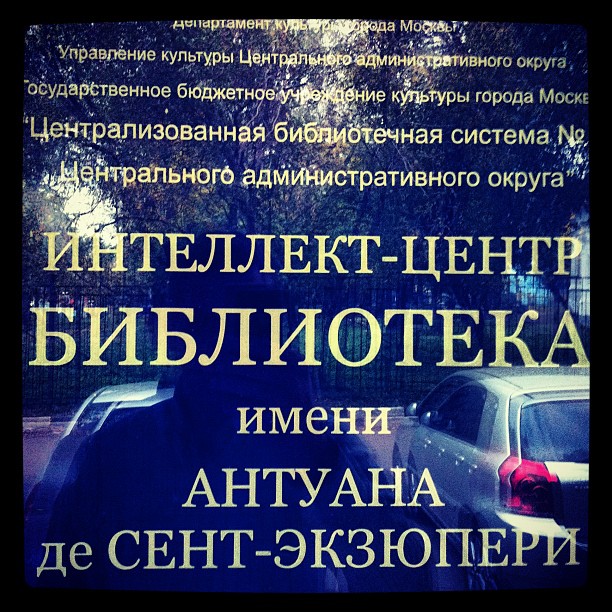 Департамент культуры города Москвы
Управление культуры Центрального административного округа
Государственное бюджетное учреждение культуры города Москв
"Централизованная библиотечная система №
Центрального административного округа"
ИНТЕЛЛЕКТ-ЦЕНТР
БИБЛИОТЕКА
имени
АНТУАНА
де СЕНТ-ЭКЗЮПЕРИ